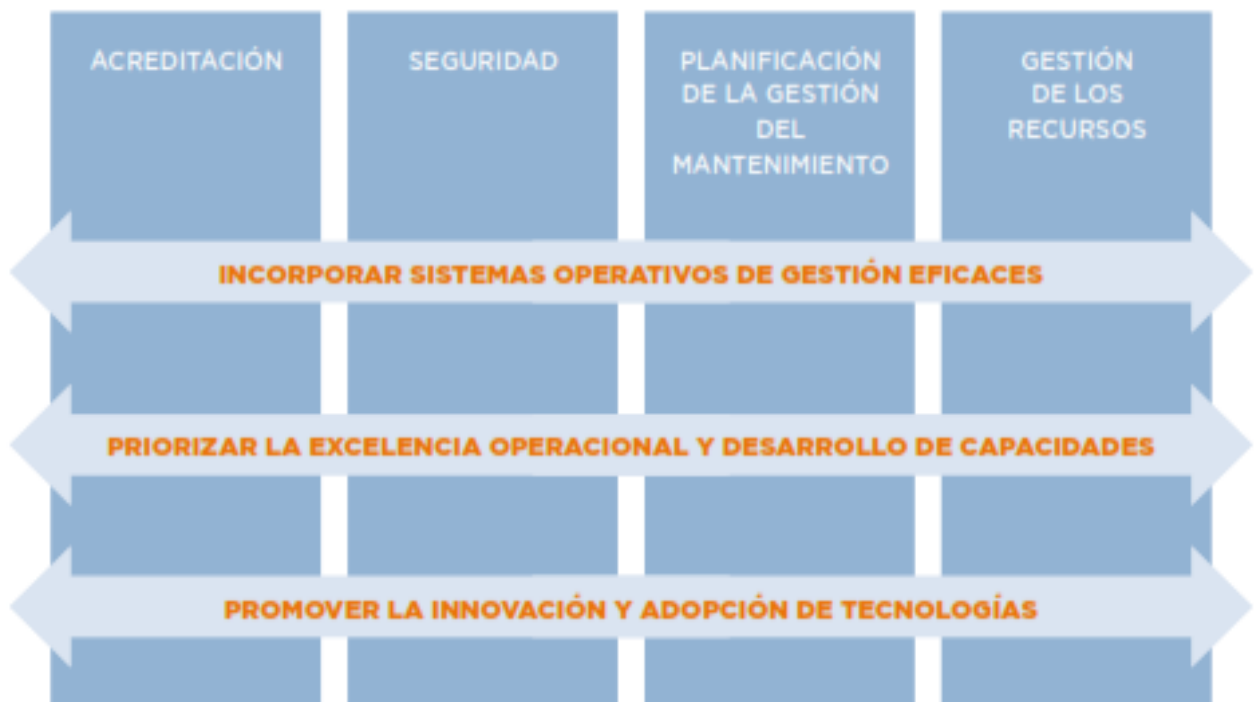 ACREDITACIÓN
SEGURIDAD
PLANIFICACIÓN
DE LA GESTIÓN
DEL
MANTENIMIENTO
GESTIÓN
DE LOS
RECURSOS
INCORPORAR SISTEMAS OPERATIVOS DE GESTIÓN EFICACES
PRIORIZAR LA EXCELENCIA OPERACIONAL Y DESARROLLO DE CAPACIDADES
PROMOVER LA INNOVACIÓN Y ADOPCIÓN DE TECNOLOGÍAS